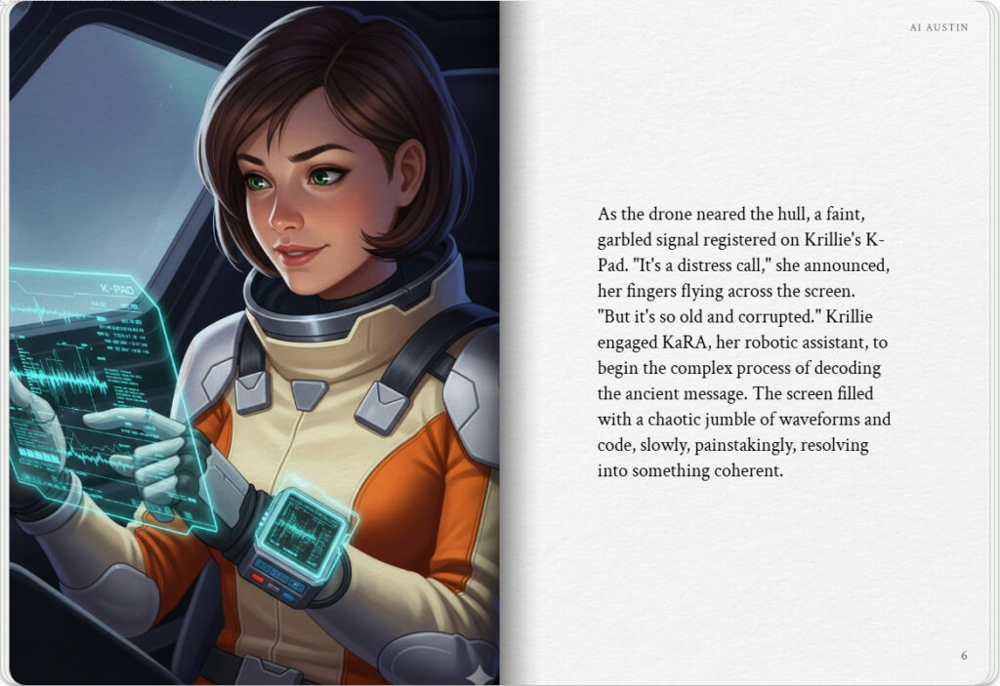 K-PAD
AI AUSTIN
As the drone neared the hull, a faint,
garbled signal registered on Krillie's K-
Pad. "It's a distress call," she announced,
her fingers flying across the screen.
"But it's so old and corrupted." Krillie
engaged KaRA, her robotic assistant, to
begin the complex process of decoding
the ancient message. The screen filled
with a chaotic jumble of waveforms and
code, slowly, painstakingly, resolving
into something coherent.
6